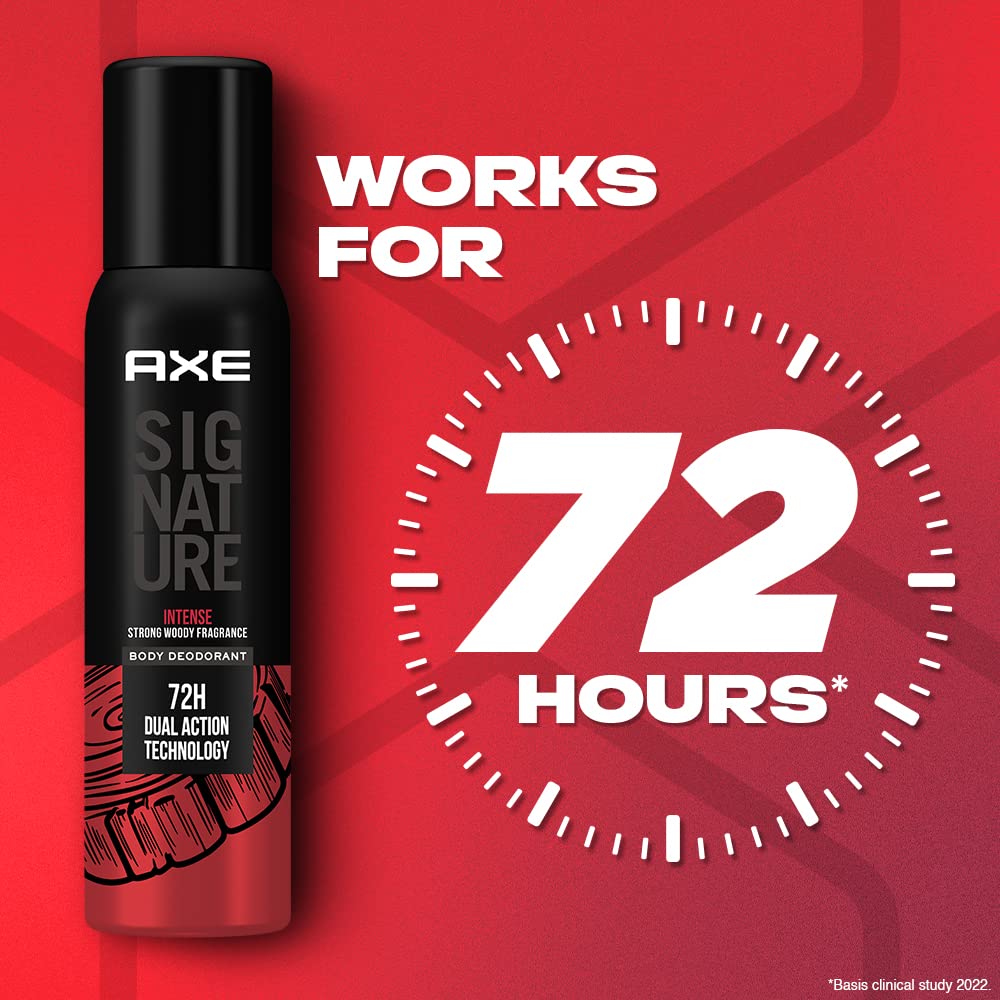 WORKS
FOR
72
HOURS*
AXE
SIG
NAT
URE
INTENSE
STRONG WOODY FRAGRANCE
BODY DEODORANT
72H
DUAL ACTION
TECHNOLOGY
*Basis clinical study 2022.